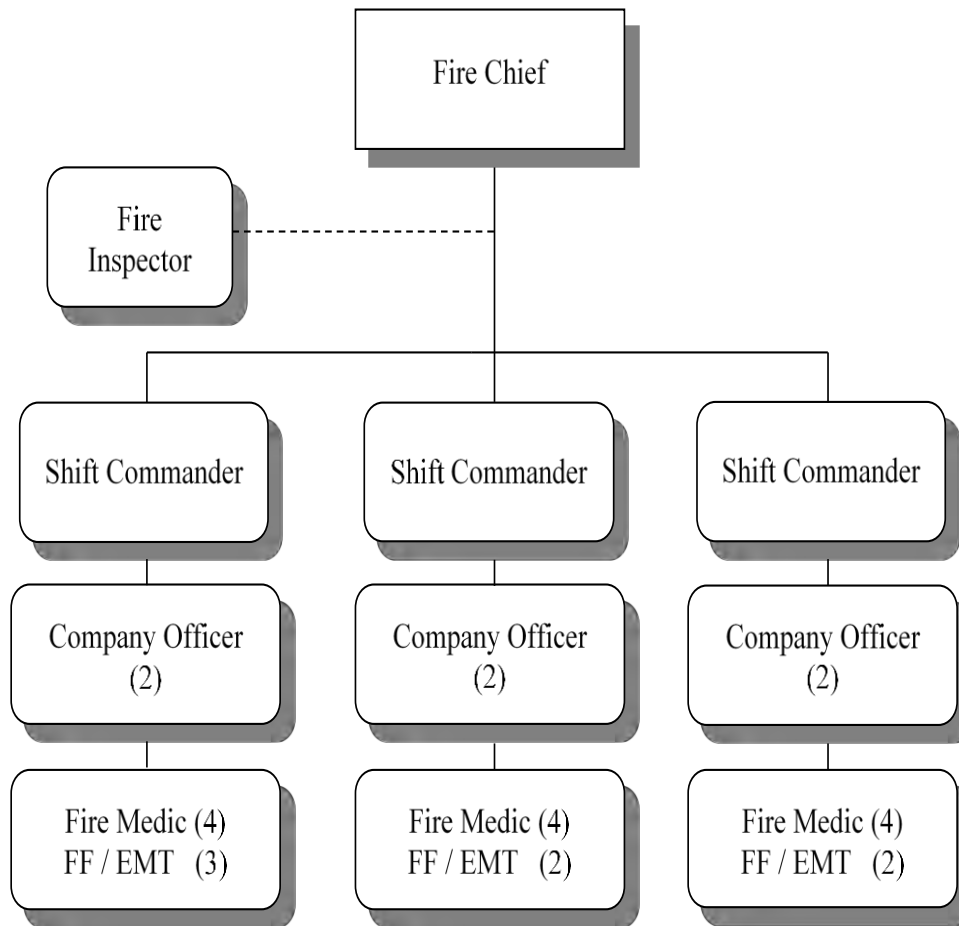 Fire Chief
Fire
Inspector
Shift Commander
Shift Commander
Shift Commander
Company Officer
(2)
Company Officer
(2)
Company Officer
(2)
Fire Medic (4)
FF / EMT (3)
Fire Medic (4)
FF / EMT (2)
Fire Medic (4)
FF / EMT (2)